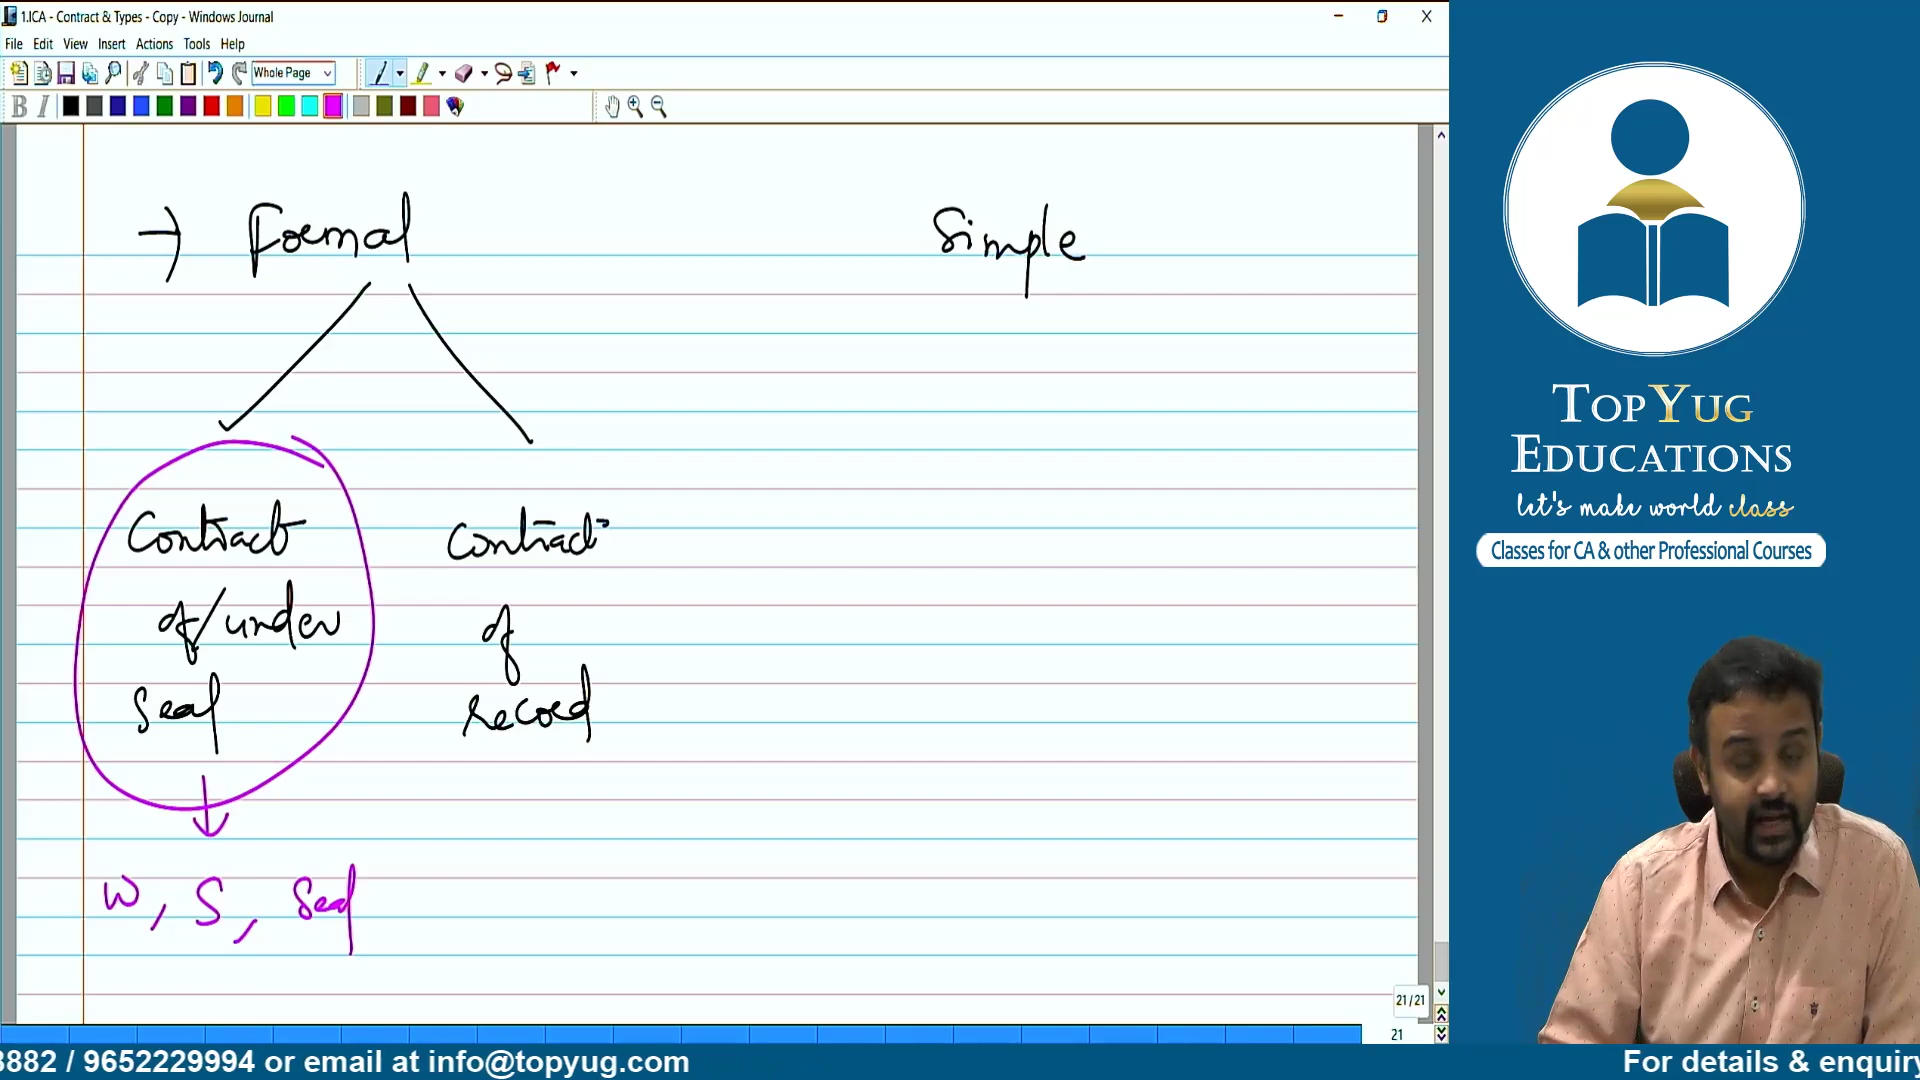 1.ICA - Contract & Types - Copy - Windows Journal
File Edit View Insert Actions Tools Help
Whole Page
B I
→ Formal Simple
Contract Contract
of/under of
Seal record
W, S, Seal
21/21
21
TOPYUG
EDUCATIONS
let's make world class
Classes for CA & other Professional Courses
3882 / 9652229994 or email at info@topyug.com For details & enquiry